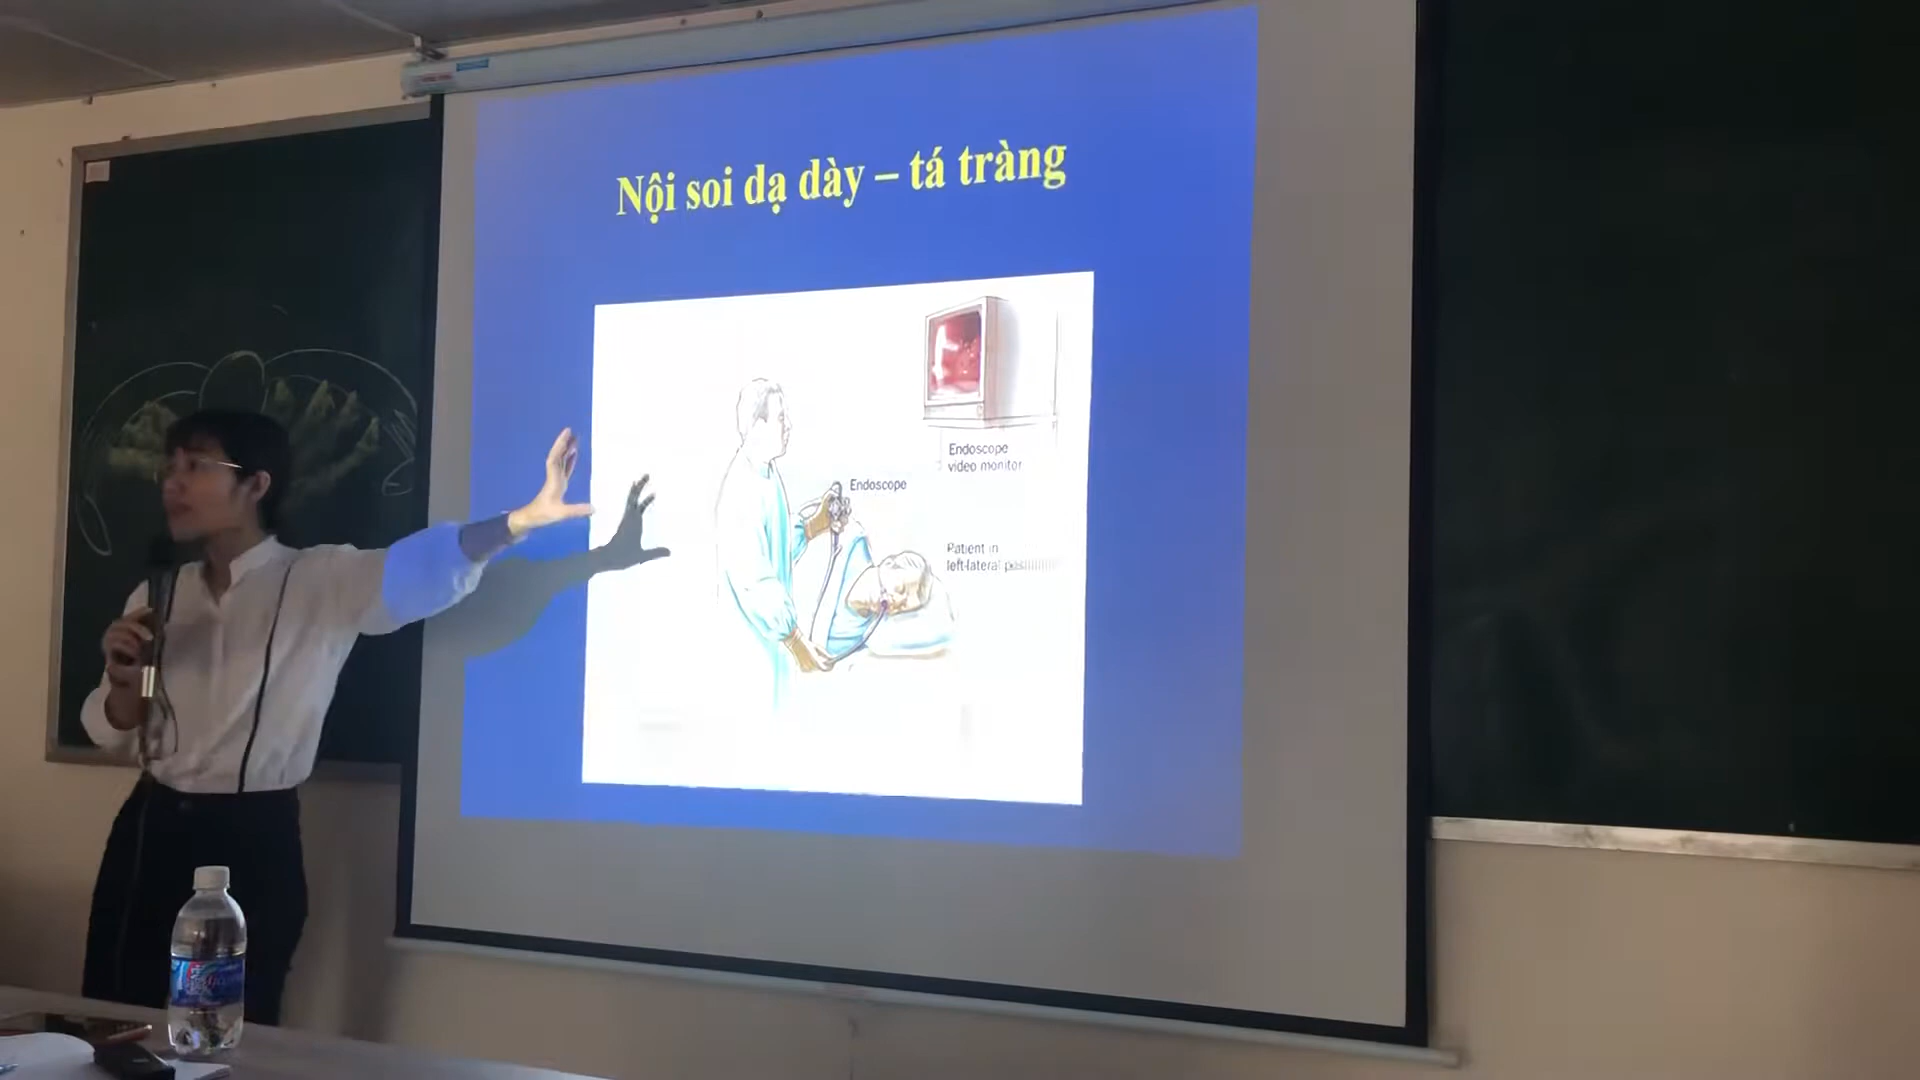 Nội soi dạ dày – tá tràng
Endoscope
video monitor
Endoscope
Patient in
left-lateral